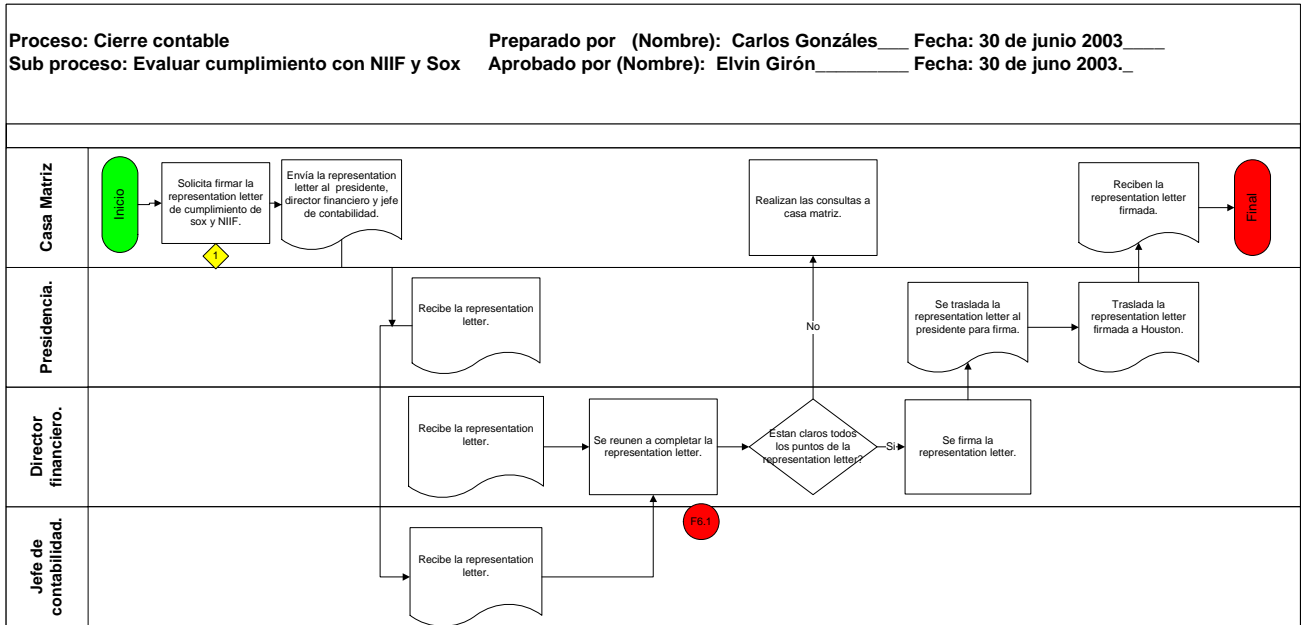 Proceso: Cierre contable
Preparado por (Nombre): Carlos Gonzáles___ Fecha: 30 de junio 2003____
Sub proceso: Evaluar cumplimiento con NIIF y Sox
Aprobado por (Nombre): Elvin Girón_________ Fecha: 30 de juno 2003._
Casa Matriz
Inicio
Solicita firmar la
representation letter
de cumplimiento de
sox y NIIF.
1
Envía la representation
letter al presidente,
director financiero y jefe
de contabilidad.
Realizan las consultas a
casa matriz.
Reciben la
representation letter
firmada.
Final
Presidencia.
Recibe la representation
letter.
No
Se traslada la
representation letter al
presidente para firma.
Traslada la
representation letter
firmada a Houston.
Director
financiero.
Recibe la representation
letter.
Se reunen a completar la
representation letter.
Estan claros todos
los puntos de la
representation letter?
Si
Se firma la
representation letter.
F6.1
Jefe de
contabilidad.
Recibe la representation
letter.